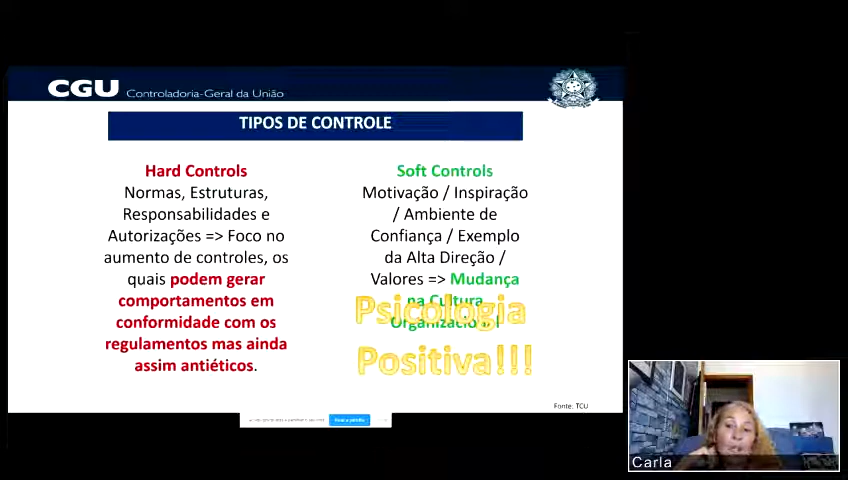 CGU Controladoria-Geral da União
TIPOS DE CONTROLE
Hard Controls
Normas, Estruturas,
Responsabilidades e
Autorizações => Foco no
aumento de controles, os
quais podem gerar
comportamentos em
conformidade com os
regulamentos mas ainda
assim antiéticos.
Soft Controls
Motivação / Inspiração
/ Ambiente de
Confiança / Exemplo
da Alta Direção /
Valores => Mudança
na Cultura
Organizacional
Psicologia
Positiva!!!
Fonte: TCU
Carla